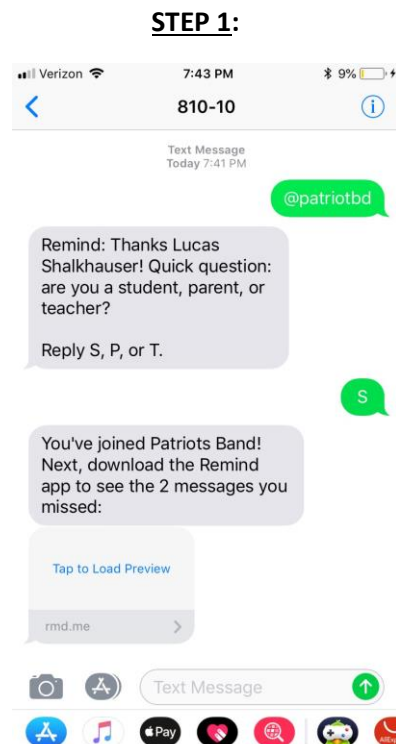 STEP 1:
Verizon 7:43 PM 9%
810-10
Text Message
Today 7:41 PM
@patriotbd
Remind: Thanks Lucas
Shalkhauser! Quick question:
are you a student, parent, or
teacher?
Reply S, P, or T.
S
You've joined Patriots Band!
Next, download the Remind
app to see the 2 messages you
missed:
Tap to Load Preview
rmd.me
Text Message
Pay